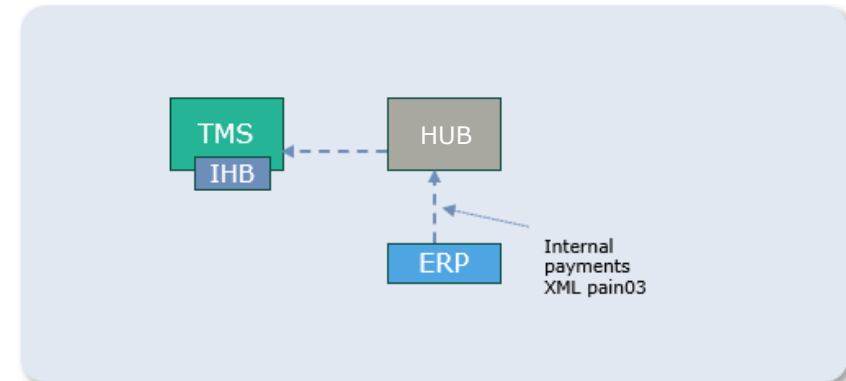 TMS
HUB
IHB
ERP
Internal
payments
XML pain03